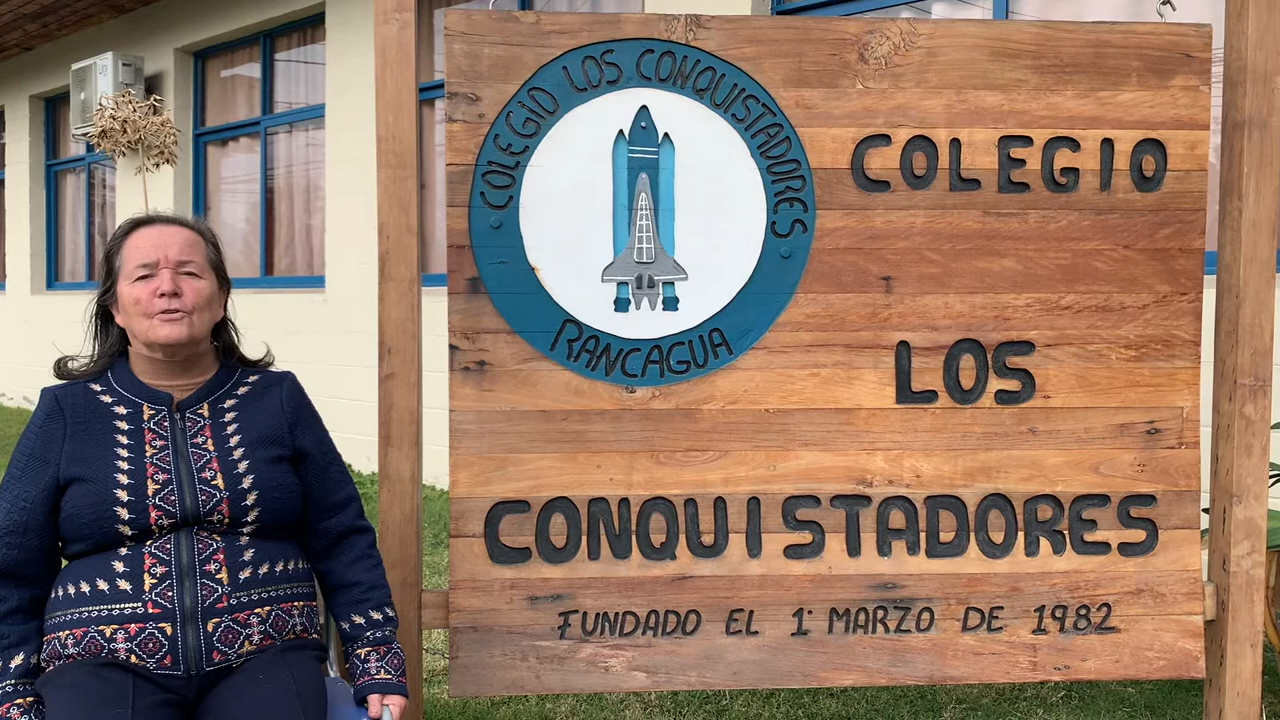 COLEGIO LOS CONQUISTADORES
RANCAGUA
COLEGIO
LOS
CONQUISTADORES
FUNDADO EL 1° MARZO DE 1982